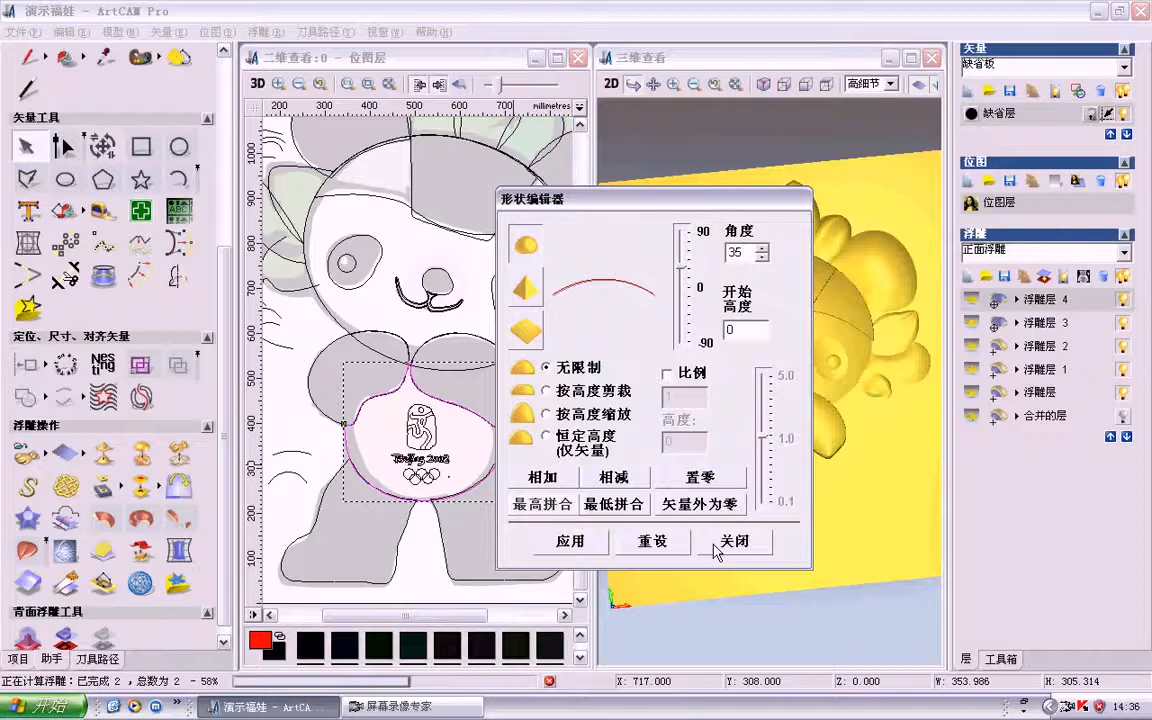 演示福娃 - ArtCAM Pro
文件(F) 编辑(E) 模型(M) 矢量(V) 位图(B) 浮雕(R) 刀具路径(T) 视窗(W) 帮助(H)
二维查看:0 - 位图层
三维查看
3D
2D
高细节
200 300 400 500 600 700 millimetres
1000
900
800
700
600
500
400
300
200
100
矢量工具
定位、尺寸、对齐矢量
浮雕操作
背面浮雕工具
项目 助手 刀具路径
形状编辑器
90
0
-90
角度
35
开始
高度
0
无限制
按高度剪裁
按高度缩放
恒定高度
(仅矢量)
比例
1
高度:
0
5.0
1.0
0.1
相加 相减 置零
最高拼合 最低拼合 矢量外为零
应用 重设 关闭
Beijing 2008
矢量
缺省板
缺省层
位图
位图层
浮雕
正面浮雕
浮雕层 4
浮雕层 3
浮雕层 2
浮雕层 1
浮雕层
合并的层
层 工具箱
正在计算浮雕:已完成 2 ，总数为 2 - 58%
X: 717.000 Y: 308.000 Z: 0.000 W: 353.986 H: 305.314
开始
演示福娃 - ArtCA...
屏幕录像专家
14:36